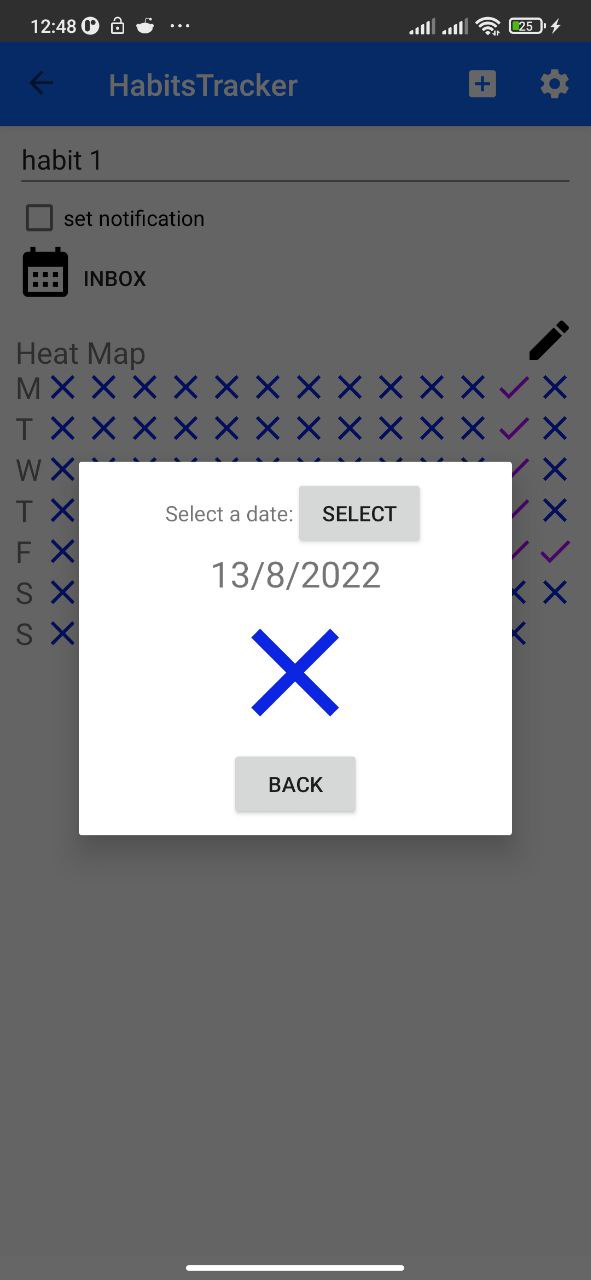 12:48 25
HabitsTracker
habit 1
set notification
INBOX
Heat Map
M
T
W
T
F
S
S
Select a date: SELECT
13/8/2022
BACK